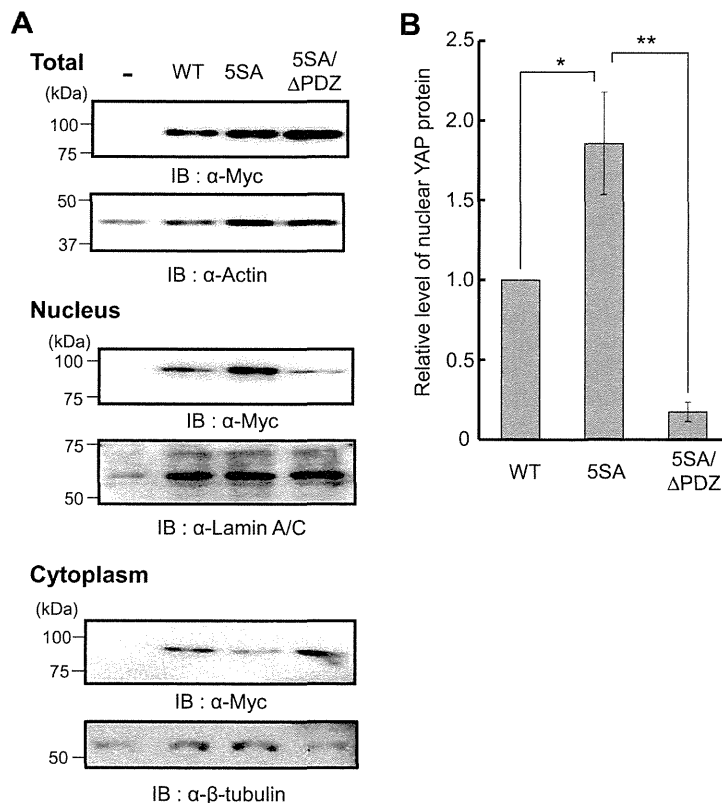 A
Total
- WT 5SA 5SA/
ΔPDZ
(kDa)
100
75
IB : α-Myc
50
37
IB : α-Actin
Nucleus
(kDa)
100
75
IB : α-Myc
75
50
IB : α-Lamin A/C
Cytoplasm
(kDa)
100
75
IB : α-Myc
50
IB : α-β-tubulin
B
Relative level of nuclear YAP protein
2.5
2.0
1.5
1.0
0.5
0
*
**
WT 5SA 5SA/
ΔPDZ